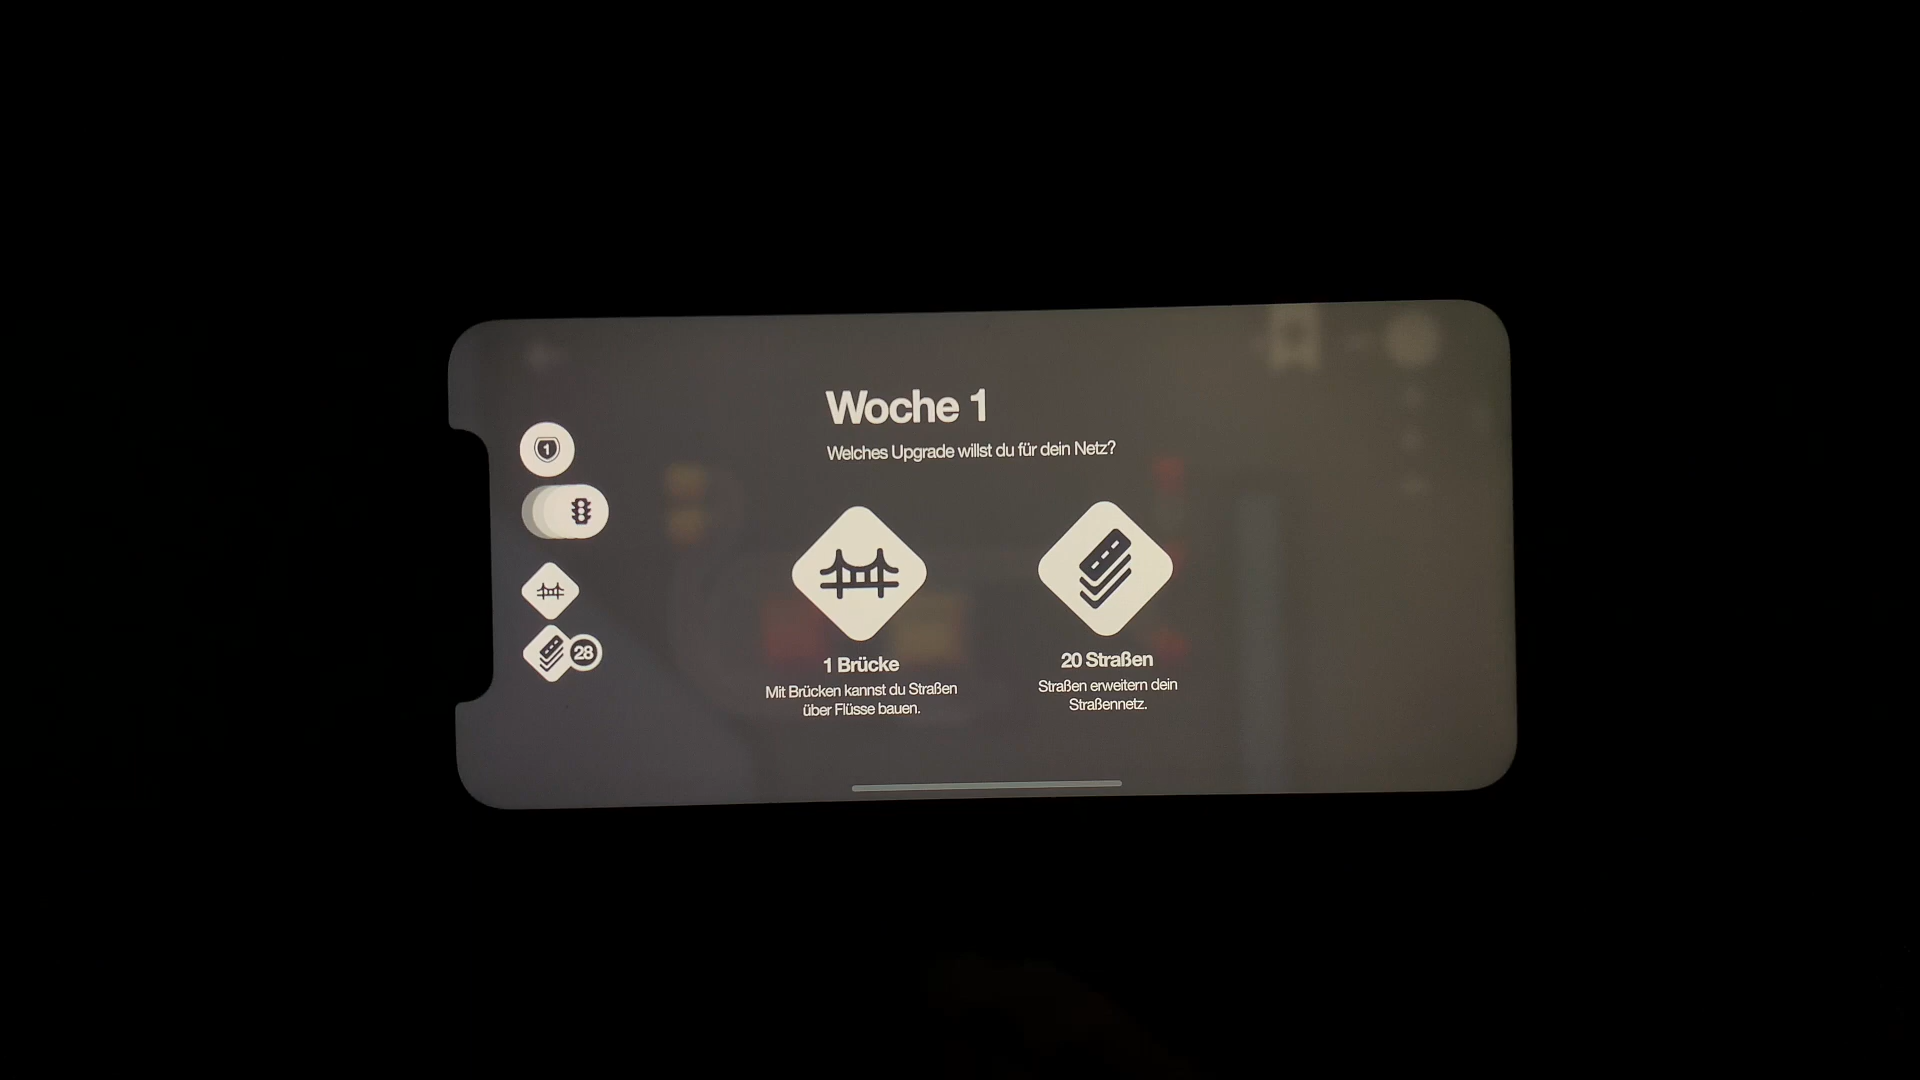 Woche 1
Welches Upgrade willst du für dein Netz?
1
28
1 Brücke
Mit Brücken kannst du Straßen
über Flüsse bauen.
20 Straßen
Straßen erweitern dein
Straßennetz.